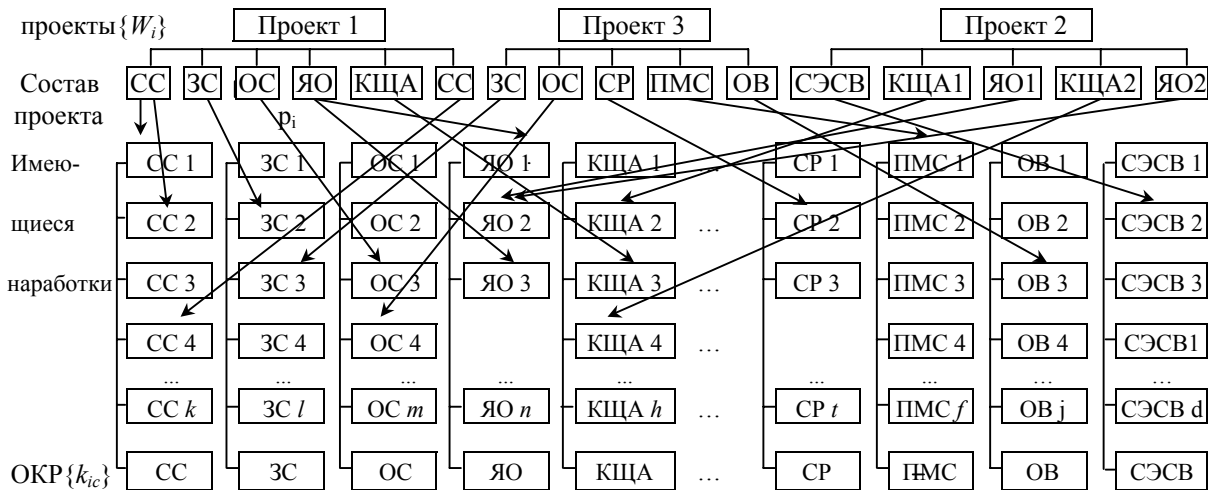 проекты{Wᵢ} Проект 1 Проект 3 Проект 2
Состав СС ЗС ОС ЯО КЩА СС ЗС ОС СР ПМС ОВ СЭСВ КЩА1 ЯО1 КЩА2 ЯО2
проекта pᵢ
Имею- СС 1 ЗС 1 ОС 1 ЯО 1 КЩА 1 СР 1 ПМС 1 ОВ 1 СЭСВ 1
щиеся СС 2 ЗС 2 ОС 2 ЯО 2 КЩА 2 ... СР 2 ПМС 2 ОВ 2 СЭСВ 2
наработки СС 3 ЗС 3 ОС 3 ЯО 3 КЩА 3 ... СР 3 ПМС 3 ОВ 3 СЭСВ 3
СС 4 ЗС 4 ОС 4 КЩА 4 ... ПМС 4 ОВ 4 СЭСВ1
... ... ... ... ... ... ...
СС k ЗС l ОС m ЯО n КЩА h ... СР t ПМС f ОВ j СЭСВ d
ОКР{kic} СС ЗС ОС ЯО КЩА ... СР ПМС ОВ СЭСВ